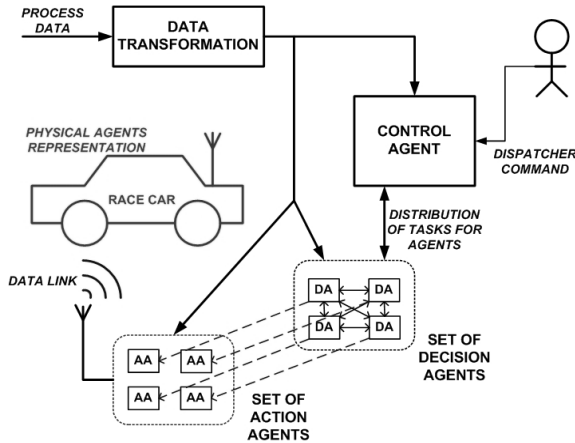 PROCESS
DATA
DATA
TRANSFORMATION
CONTROL
AGENT
DISPATCHER
COMMAND
PHYSICAL AGENTS
REPRESENTATION
RACE CAR
DISTRIBUTION
OF TASKS FOR
AGENTS
DATA LINK
DA
DA
DA
DA
SET OF
DECISION
AGENTS
AA
AA
AA
AA
SET OF
ACTION
AGENTS